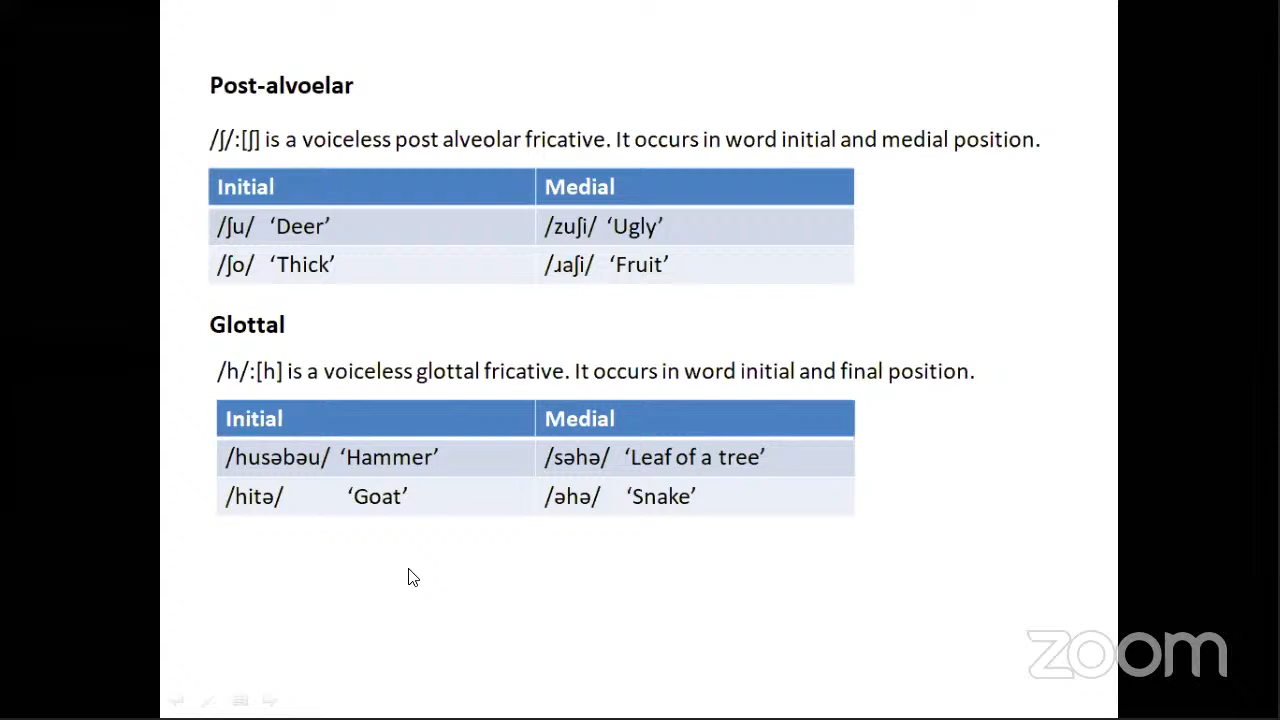 Post-alvoelar
/ʃ/:[ʃ] is a voiceless post alveolar fricative. It occurs in word initial and medial position.
Initial Medial
/ʃu/ ‘Deer’ /zuʃi/ ‘Ugly’
/ʃo/ ‘Thick’ /ɹaʃi/ ‘Fruit’
Glottal
/h/:[h] is a voiceless glottal fricative. It occurs in word initial and final position.
Initial Medial
/husəbəu/ ‘Hammer’ /səhə/ ‘Leaf of a tree’
/hitə/ ‘Goat’ /əhə/ ‘Snake’
zoom